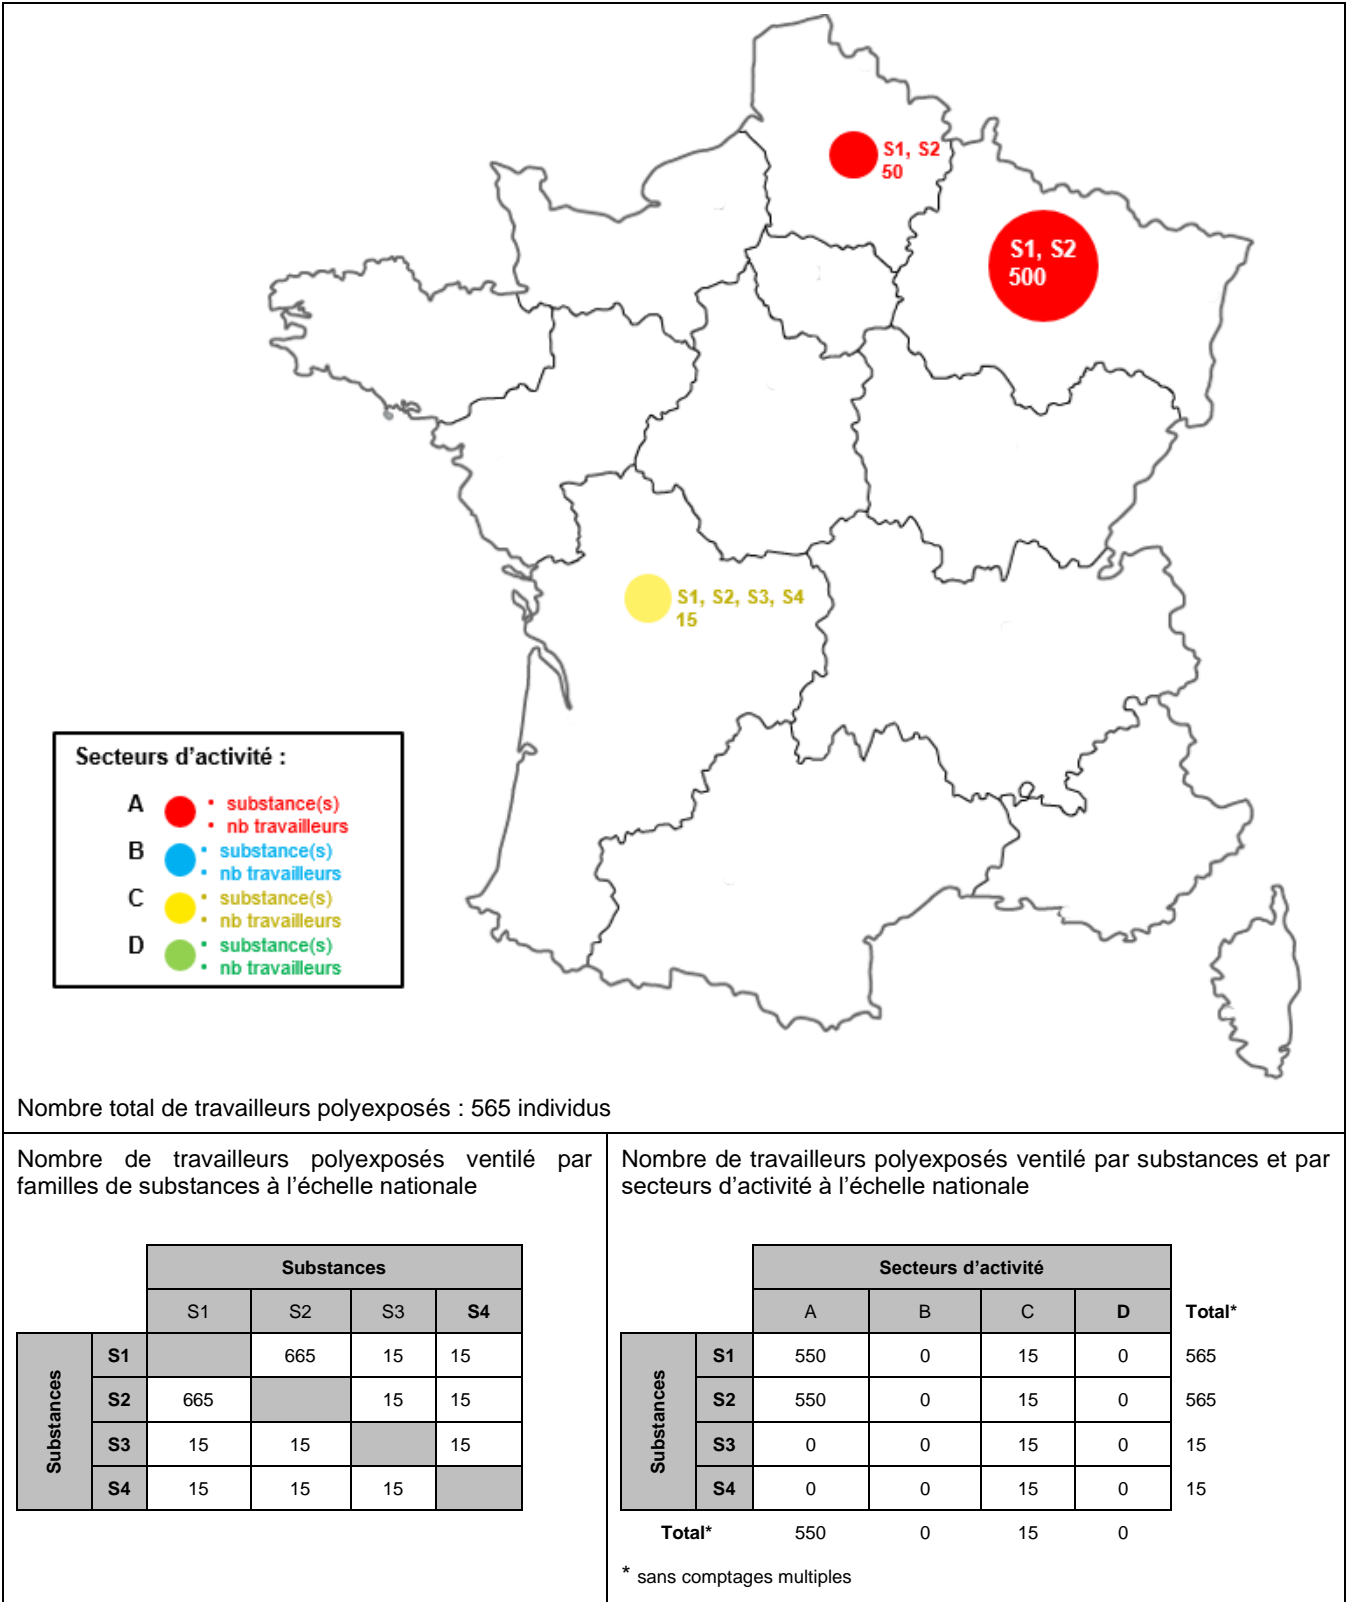 S1, S2
50
S1, S2
500
S1, S2, S3, S4
15
Secteurs d'activité :
A
• substance(s)
• nb travailleurs
B
• substance(s)
• nb travailleurs
C
• substance(s)
• nb travailleurs
D
• substance(s)
• nb travailleurs
Nombre total de travailleurs polyexposés : 565 individus
Nombre de travailleurs polyexposés ventilé par
familles de substances à l'échelle nationale
Substances
S1 S2 S3 S4
Substances
S1 665 15 15
S2 665 15 15
S3 15 15 15
S4 15 15 15
Nombre de travailleurs polyexposés ventilé par substances et par
secteurs d'activité à l'échelle nationale
Secteurs d'activité
A B C D Total*
Substances
S1 550 0 15 0 565
S2 550 0 15 0 565
S3 0 0 15 0 15
S4 0 0 15 0 15
Total* 550 0 15 0
* sans comptages multiples